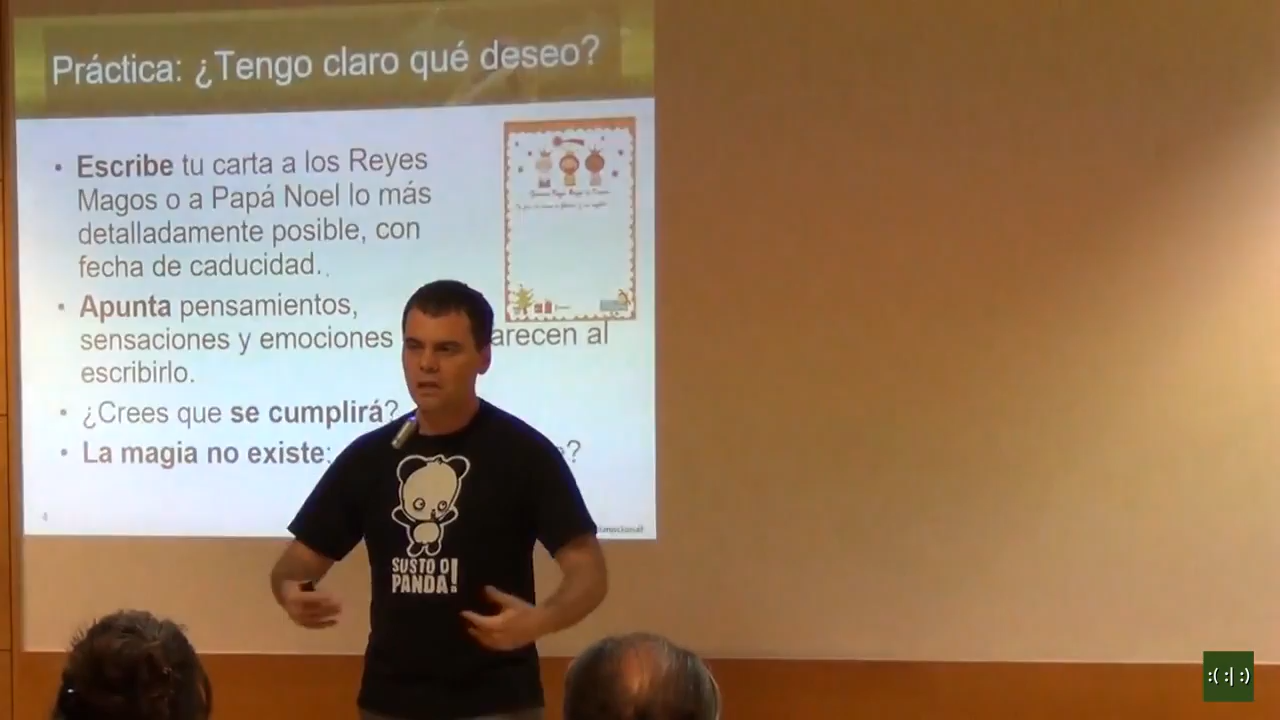 Práctica: ¿Tengo claro qué deseo?
• Escribe tu carta a los Reyes
Magos o a Papá Noel lo más
detalladamente posible, con
fecha de caducidad.
• Apunta pensamientos,
sensaciones y emociones arecen al
escribirlo.
• ¿Crees que se cumplirá?
• La magia no existe: ?
4
SUSTO O
PANDA!
:( :| :)